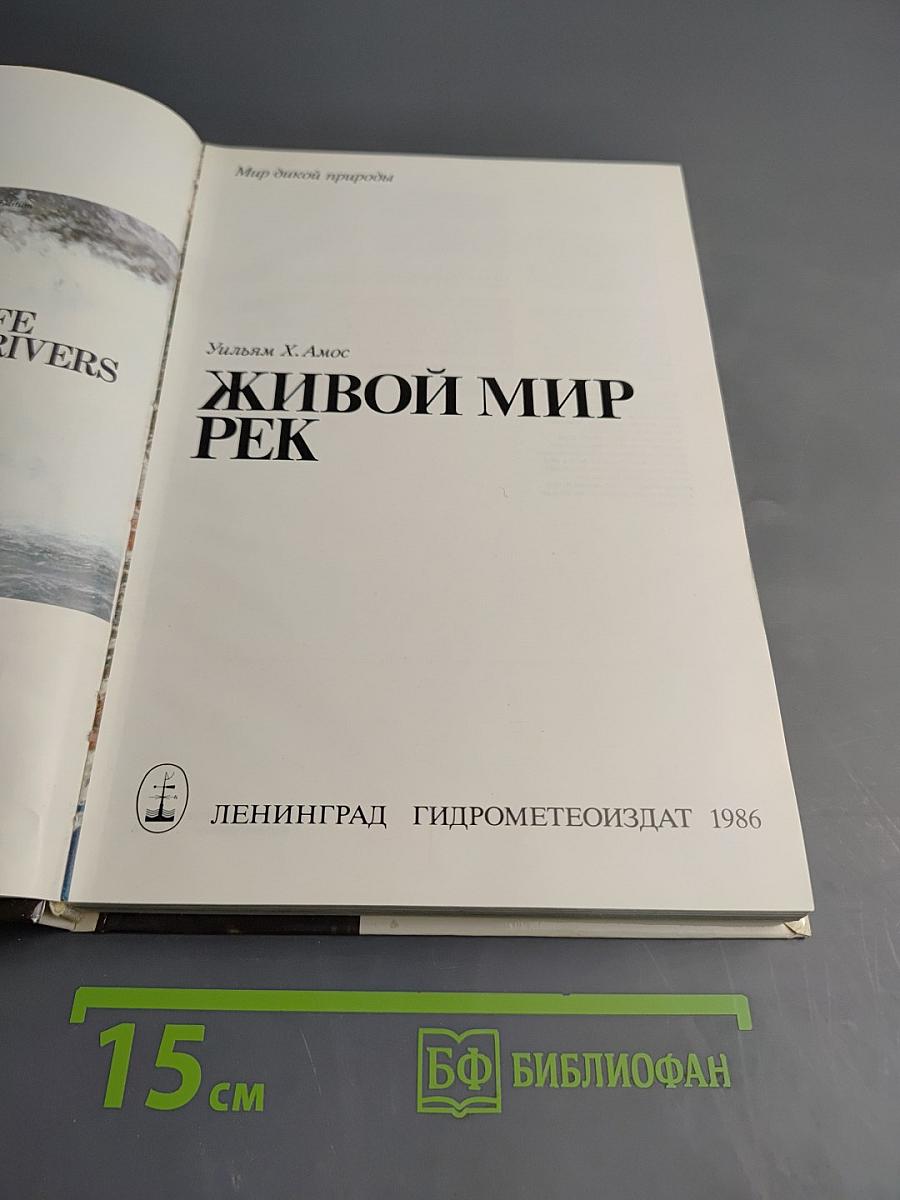 FE
RIVERS
Мир дикой природы
Уильям Х. Амос
ЖИВОЙ МИР
РЕК
ЛЕНИНГРАД ГИДРОМЕТЕОИЗДАТ 1986
15 см
БФ БИБЛИОФАН